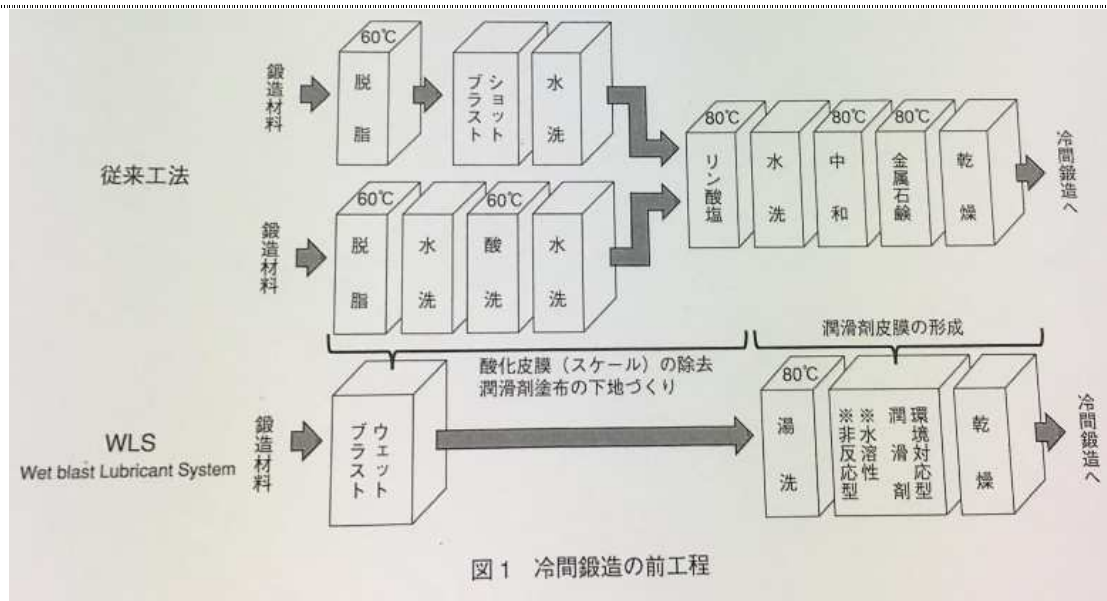 従来工法
鍛造材料
60℃
脱脂
ショット
ブラスト
水洗
鍛造材料
60℃
脱脂
水洗
60℃
酸洗
水洗
80℃
リン酸塩
水洗
80℃
中和
80℃
金属石鹸
乾燥
冷間鍛造へ
酸化皮膜(スケール)の除去
潤滑剤塗布の下地づくり
潤滑剤皮膜の形成
WLS
Wet blast Lubricant System
鍛造材料
ウェット
ブラスト
80℃
湯洗
環境対応型
潤滑剤
※水溶性
※非反応型
乾燥
冷間鍛造へ
図1 冷間鍛造の前工程